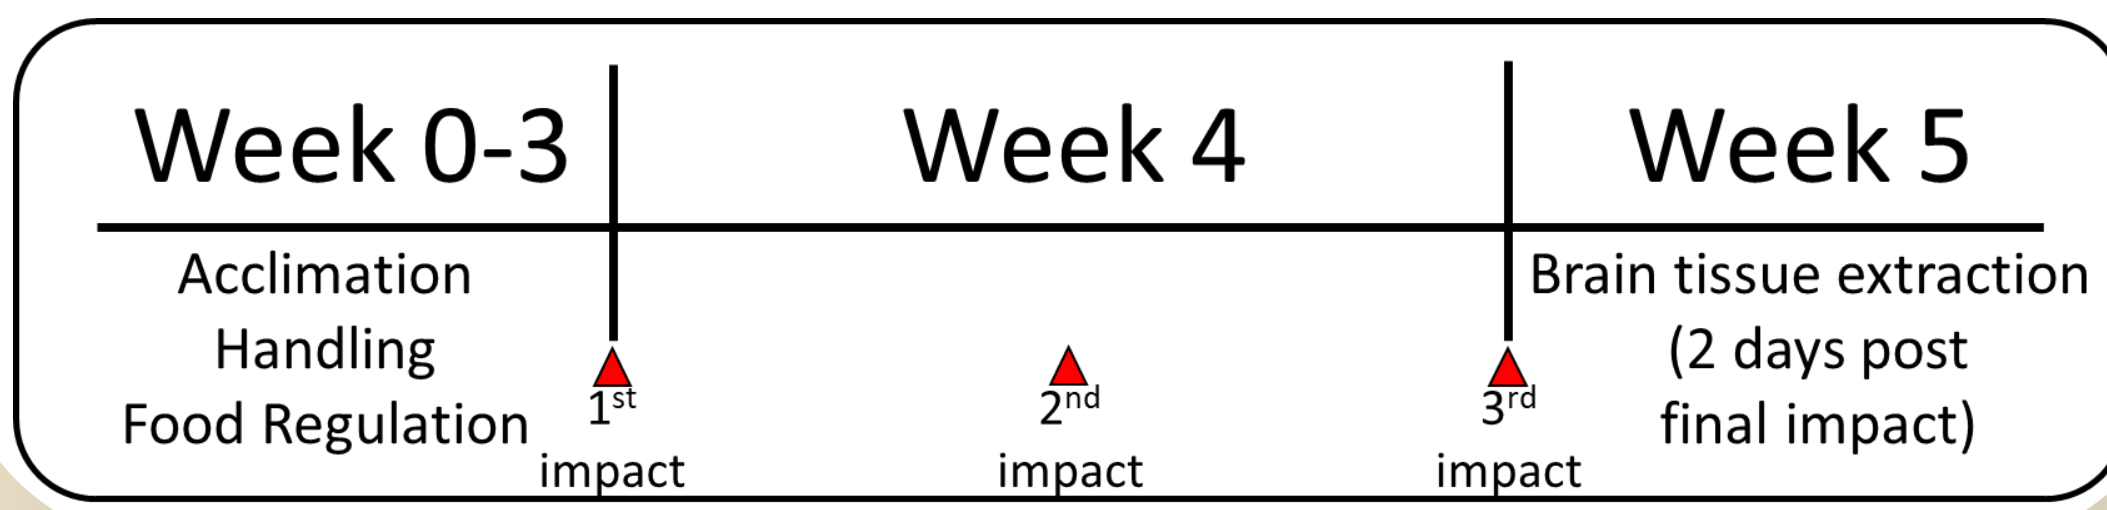 Week 0-3
Week 4
Week 5
Acclimation
Handling
Food Regulation
1st
impact
2nd
impact
3rd
impact
Brain tissue extraction
(2 days post
final impact)